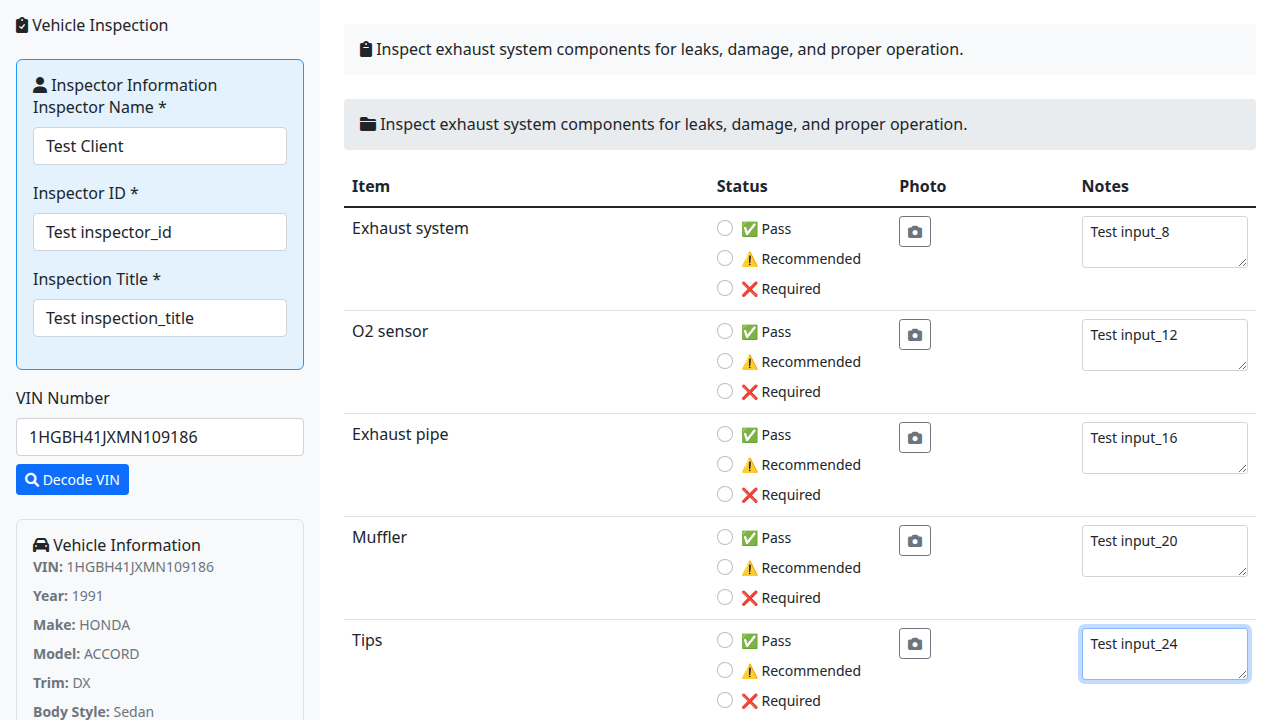 Vehicle Inspection
Inspector Information
Inspector Name *
Test Client
Inspector ID *
Test inspector_id
Inspection Title *
Test inspection_title
VIN Number
1HGBH41JXMN109186
Decode VIN
Vehicle Information
VIN: 1HGBH41JXMN109186
Year: 1991
Make: HONDA
Model: ACCORD
Trim: DX
Body Style: Sedan
Inspect exhaust system components for leaks, damage, and proper operation.
Inspect exhaust system components for leaks, damage, and proper operation.
Item Status Photo Notes
Exhaust system ✅ Pass Test input_8
⚠️ Recommended
❌ Required
O2 sensor ✅ Pass Test input_12
⚠️ Recommended
❌ Required
Exhaust pipe ✅ Pass Test input_16
⚠️ Recommended
❌ Required
Muffler ✅ Pass Test input_20
⚠️ Recommended
❌ Required
Tips ✅ Pass Test input_24
⚠️ Recommended
❌ Required